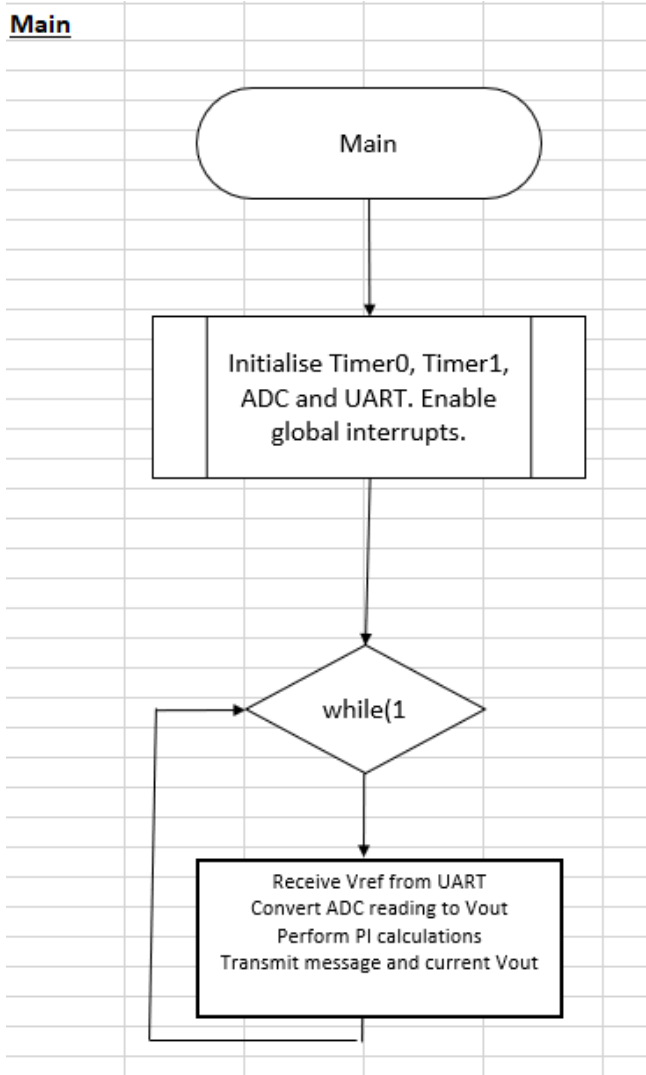 Main
Main
Initialise Timer0, Timer1,
ADC and UART. Enable
global interrupts.
while(1
Receive Vref from UART
Convert ADC reading to Vout
Perform PI calculations
Transmit message and current Vout